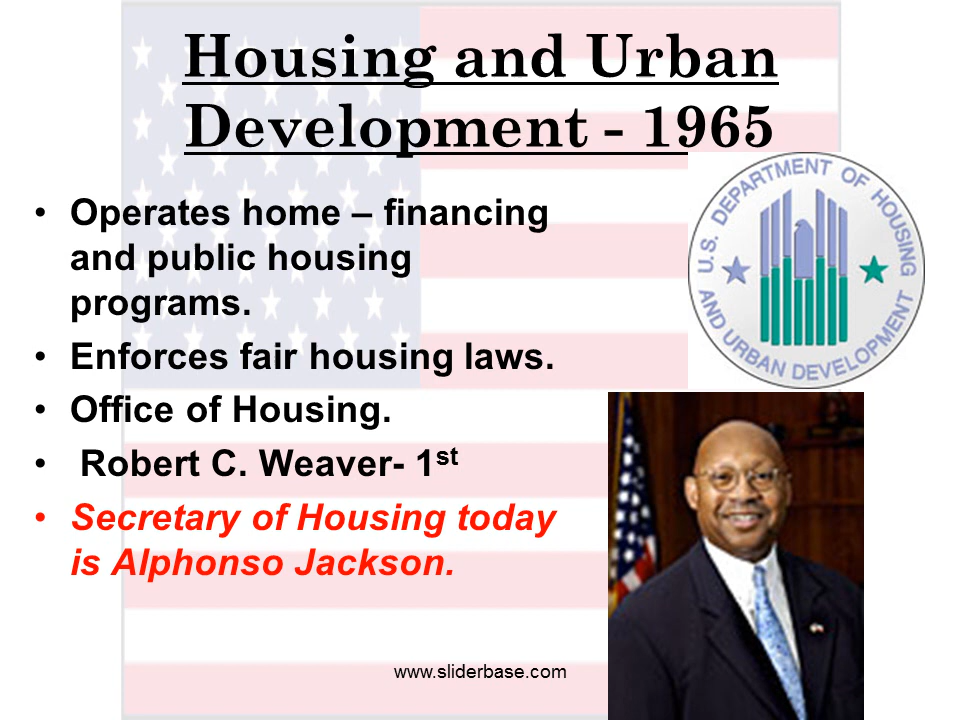 Housing and Urban
Development - 1965
• Operates home – financing
and public housing
programs.
• Enforces fair housing laws.
• Office of Housing.
• Robert C. Weaver- 1st
• Secretary of Housing today
is Alphonso Jackson.
U.S. DEPARTMENT OF HOUSING
AND URBAN DEVELOPMENT
www.sliderbase.com